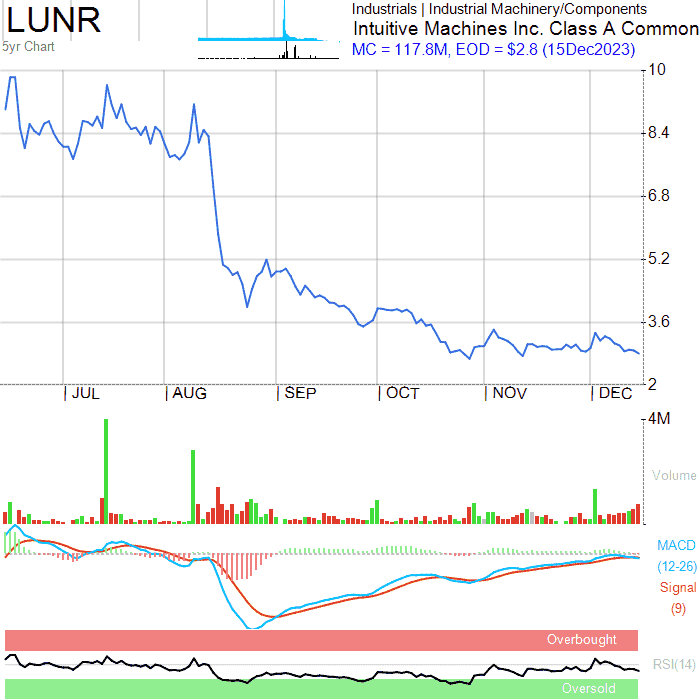 LUNR
5yr Chart
Industrials | Industrial Machinery/Components
Intuitive Machines Inc. Class A Common
MC = 117.8M, EOD = $2.8 (15Dec2023)
10
8.4
6.8
5.2
3.6
2
JUL AUG SEP OCT NOV DEC
4M
Volume
MACD
(12-26)
Signal
(9)
Overbought
RSI(14)
Oversold